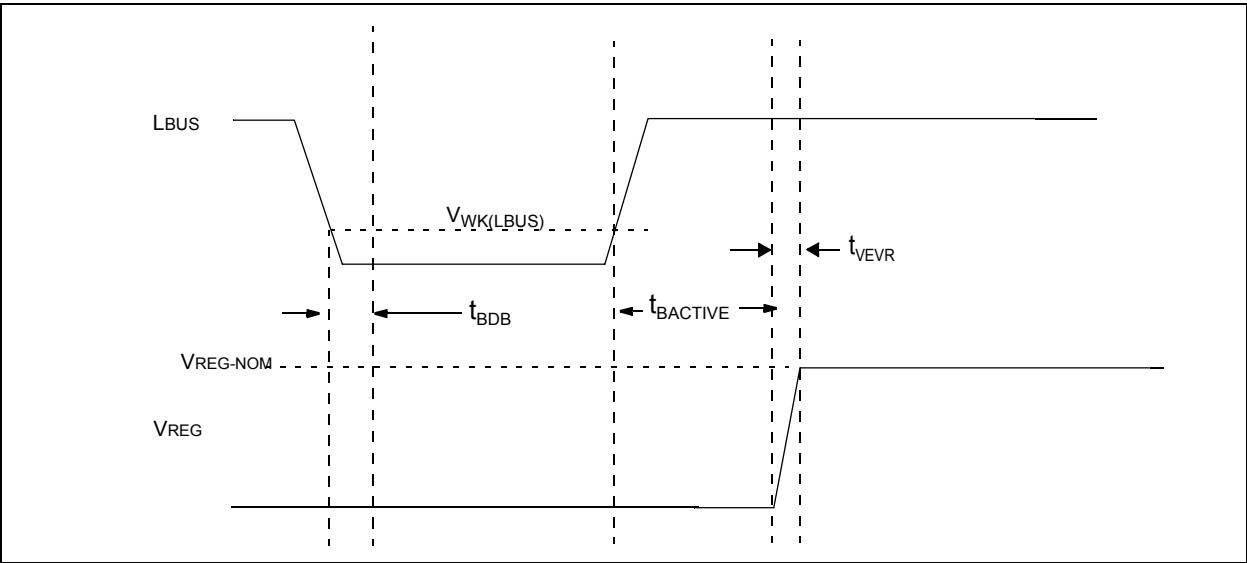 LBUS
VWK(LBUS)
tVEVR
tBDB
tBACTIVE
VREG-NOM
VREG